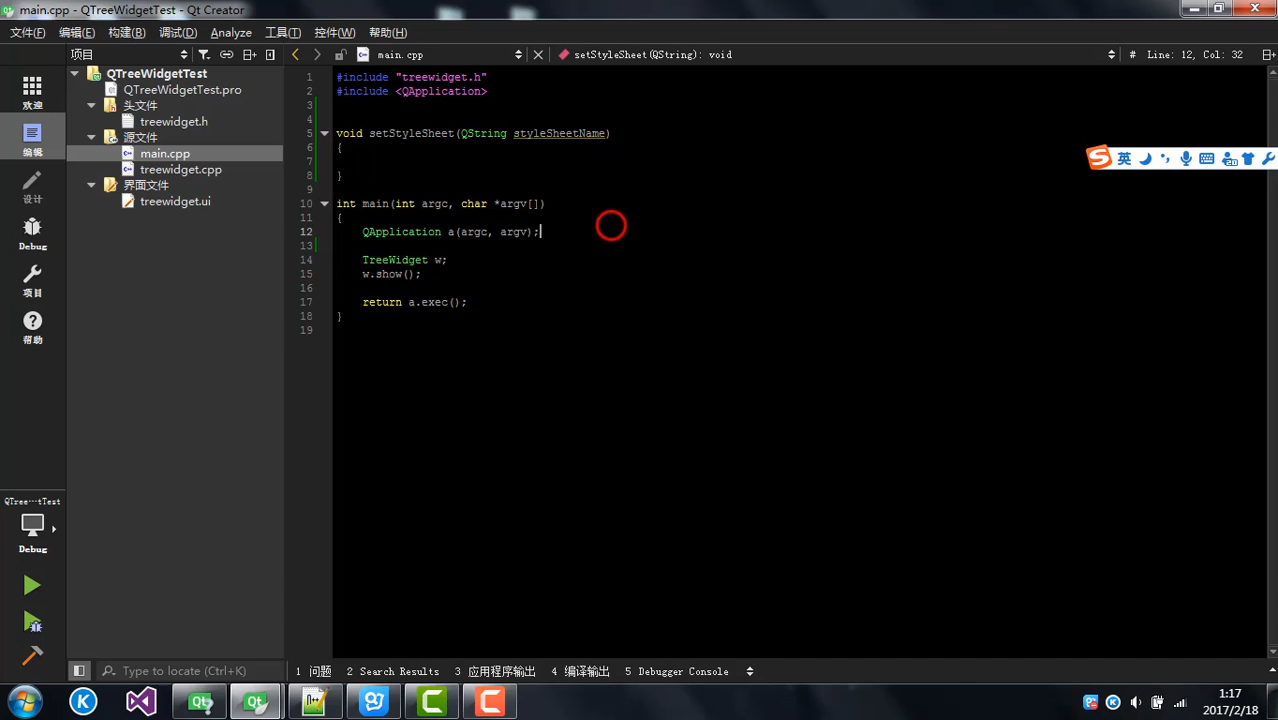 main.cpp - QTreeWidgetTest - Qt Creator
文件(F) 编辑(E) 构建(B) 调试(D) Analyze 工具(T) 控件(W) 帮助(H)
项目
main.cpp
setStyleSheet(QString): void
# Line: 12, Col: 32
欢迎
编辑
设计
Debug
项目
帮助
QTreeWidgetTest
QTreeWidgetTest.pro
头文件
treewidget.h
源文件
main.cpp
treewidget.cpp
界面文件
treewidget.ui
1 #include "treewidget.h"
2 #include <QApplication>
3
4
5 void setStyleSheet(QString styleSheetName)
6 {
7
8 }
9
10 int main(int argc, char *argv[])
11 {
12 QApplication a(argc, argv);
13
14 TreeWidget w;
15 w.show();
16
17 return a.exec();
18 }
19
英
QTree···tTest
Debug
Type to locate (Ctrl+K)
1 问题 2 Search Results 3 应用程序输出 4 编译输出 5 Debugger Console
1:17
2017/2/18